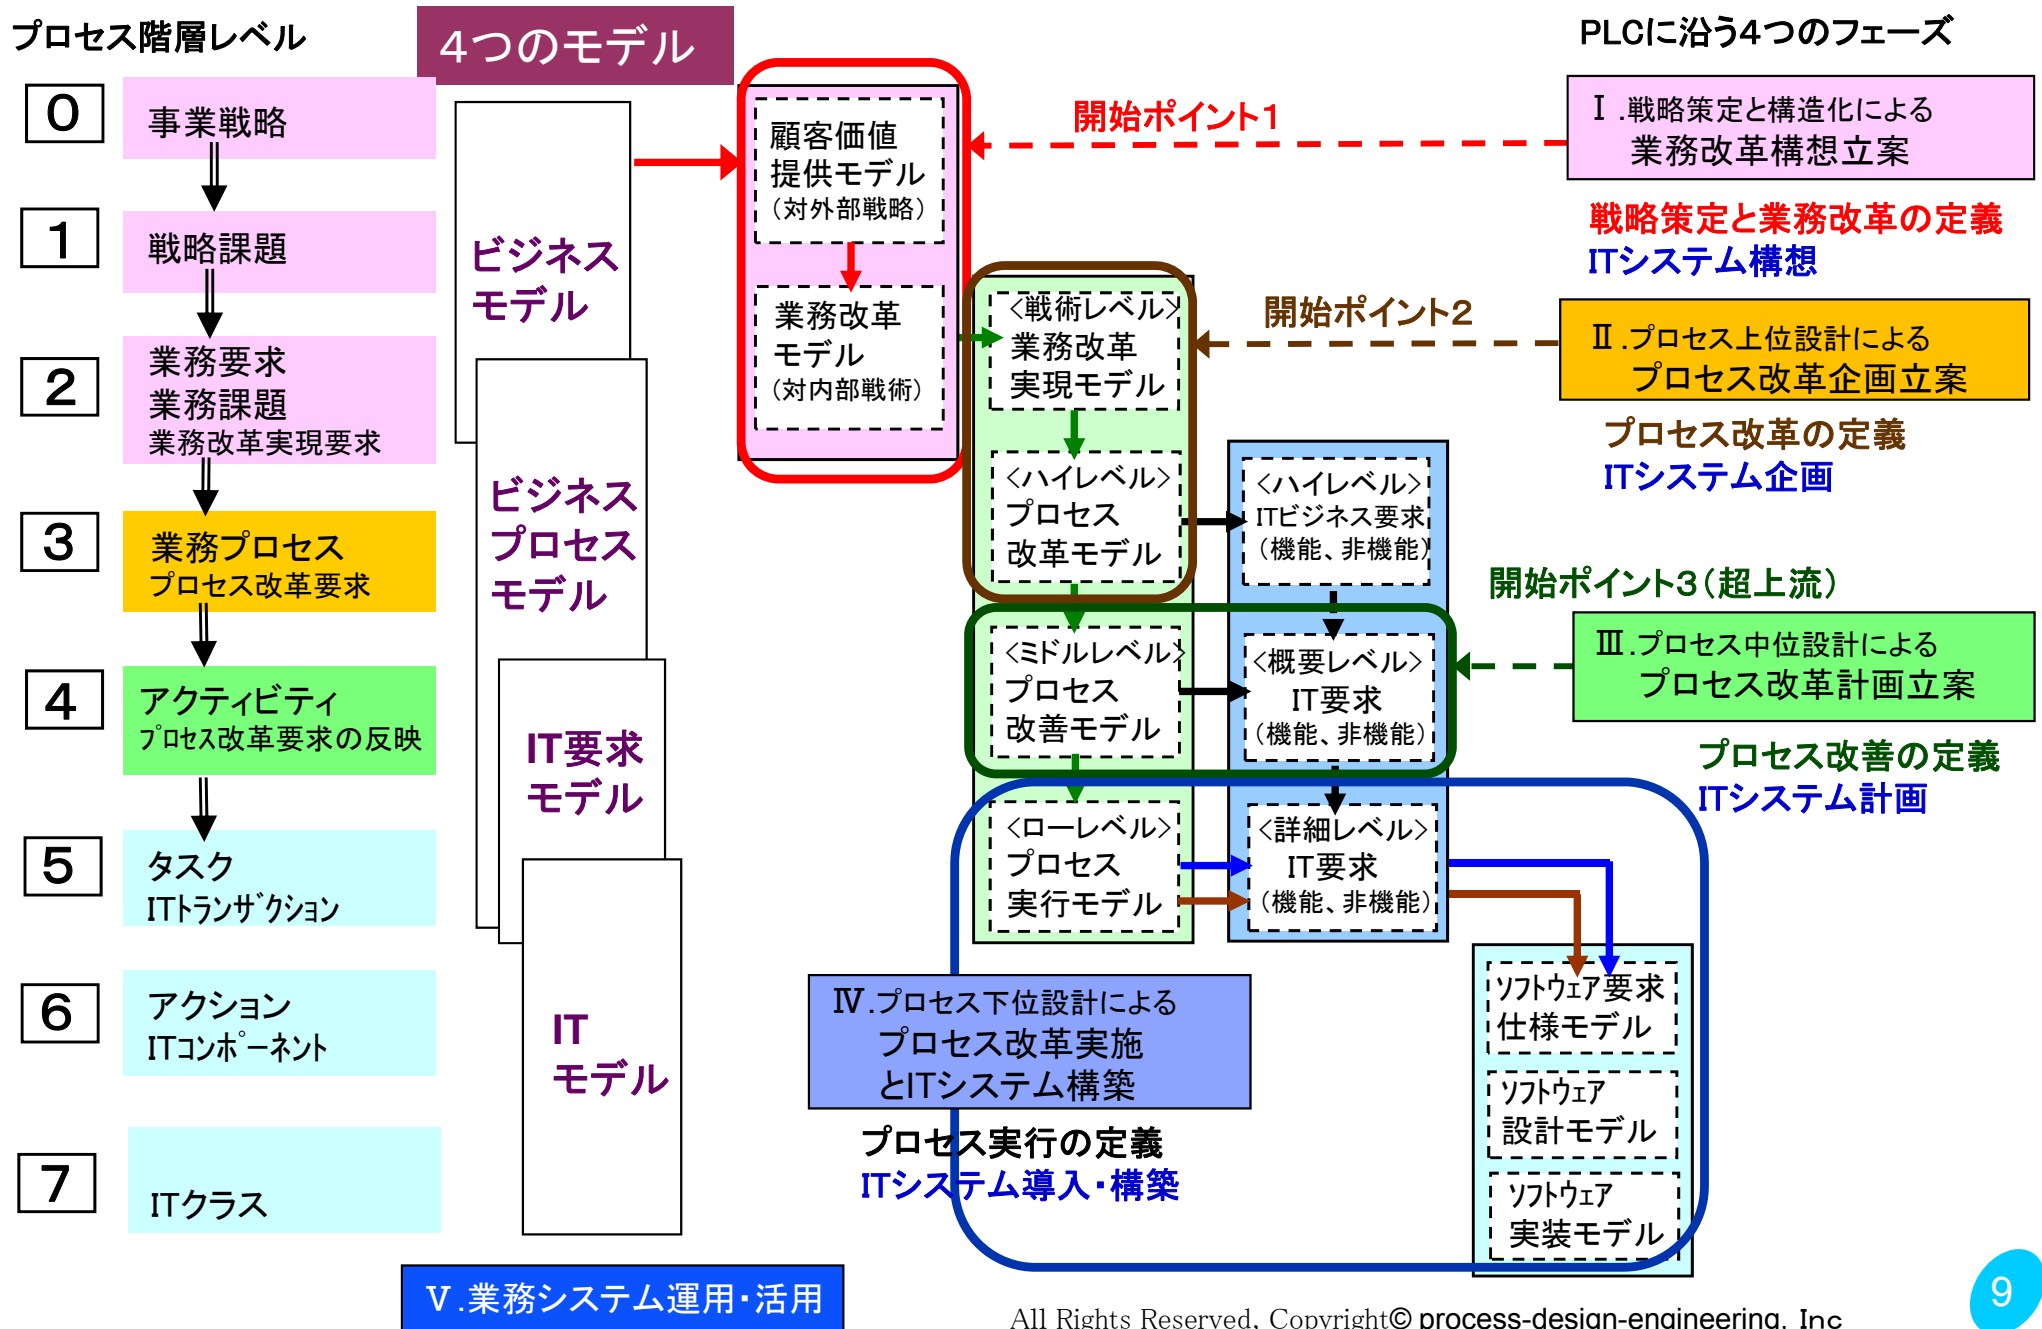 プロセス階層レベル
4つのモデル
PLCに沿う4つのフェーズ
0
事業戦略
1
戦略課題
2
業務要求
業務課題
業務改革実現要求
3
業務プロセス
プロセス改革要求
4
アクティビティ
プロセス改革要求の反映
5
タスク
ITトランザクション
6
アクション
ITコンポーネント
7
ITクラス
ビジネス
モデル
ビジネス
プロセス
モデル
IT要求
モデル
IT
モデル
顧客価値
提供モデル
(対外部戦略)
業務改革
モデル
(対内部戦術)
<戦術レベル>
業務改革
実現モデル
<ハイレベル>
プロセス
改革モデル
<ミドルレベル>
プロセス
改善モデル
<ローレベル>
プロセス
実行モデル
<ハイレベル>
ITビジネス要求
(機能、非機能)
<概要レベル>
IT要求
(機能、非機能)
<詳細レベル>
IT要求
(機能、非機能)
ソフトウェア要求
仕様モデル
ソフトウェア
設計モデル
ソフトウェア
実装モデル
開始ポイント1
Ⅰ.戦略策定と構造化による
業務改革構想立案
戦略策定と業務改革の定義
ITシステム構想
開始ポイント2
Ⅱ.プロセス上位設計による
プロセス改革企画立案
プロセス改革の定義
ITシステム企画
開始ポイント3(超上流)
Ⅲ.プロセス中位設計による
プロセス改革計画立案
プロセス改善の定義
ITシステム計画
Ⅳ.プロセス下位設計による
プロセス改革実施
とITシステム構築
プロセス実行の定義
ITシステム導入・構築
Ⅴ.業務システム運用・活用
All Rights Reserved, Copyright© process-design-engineering. Inc
9